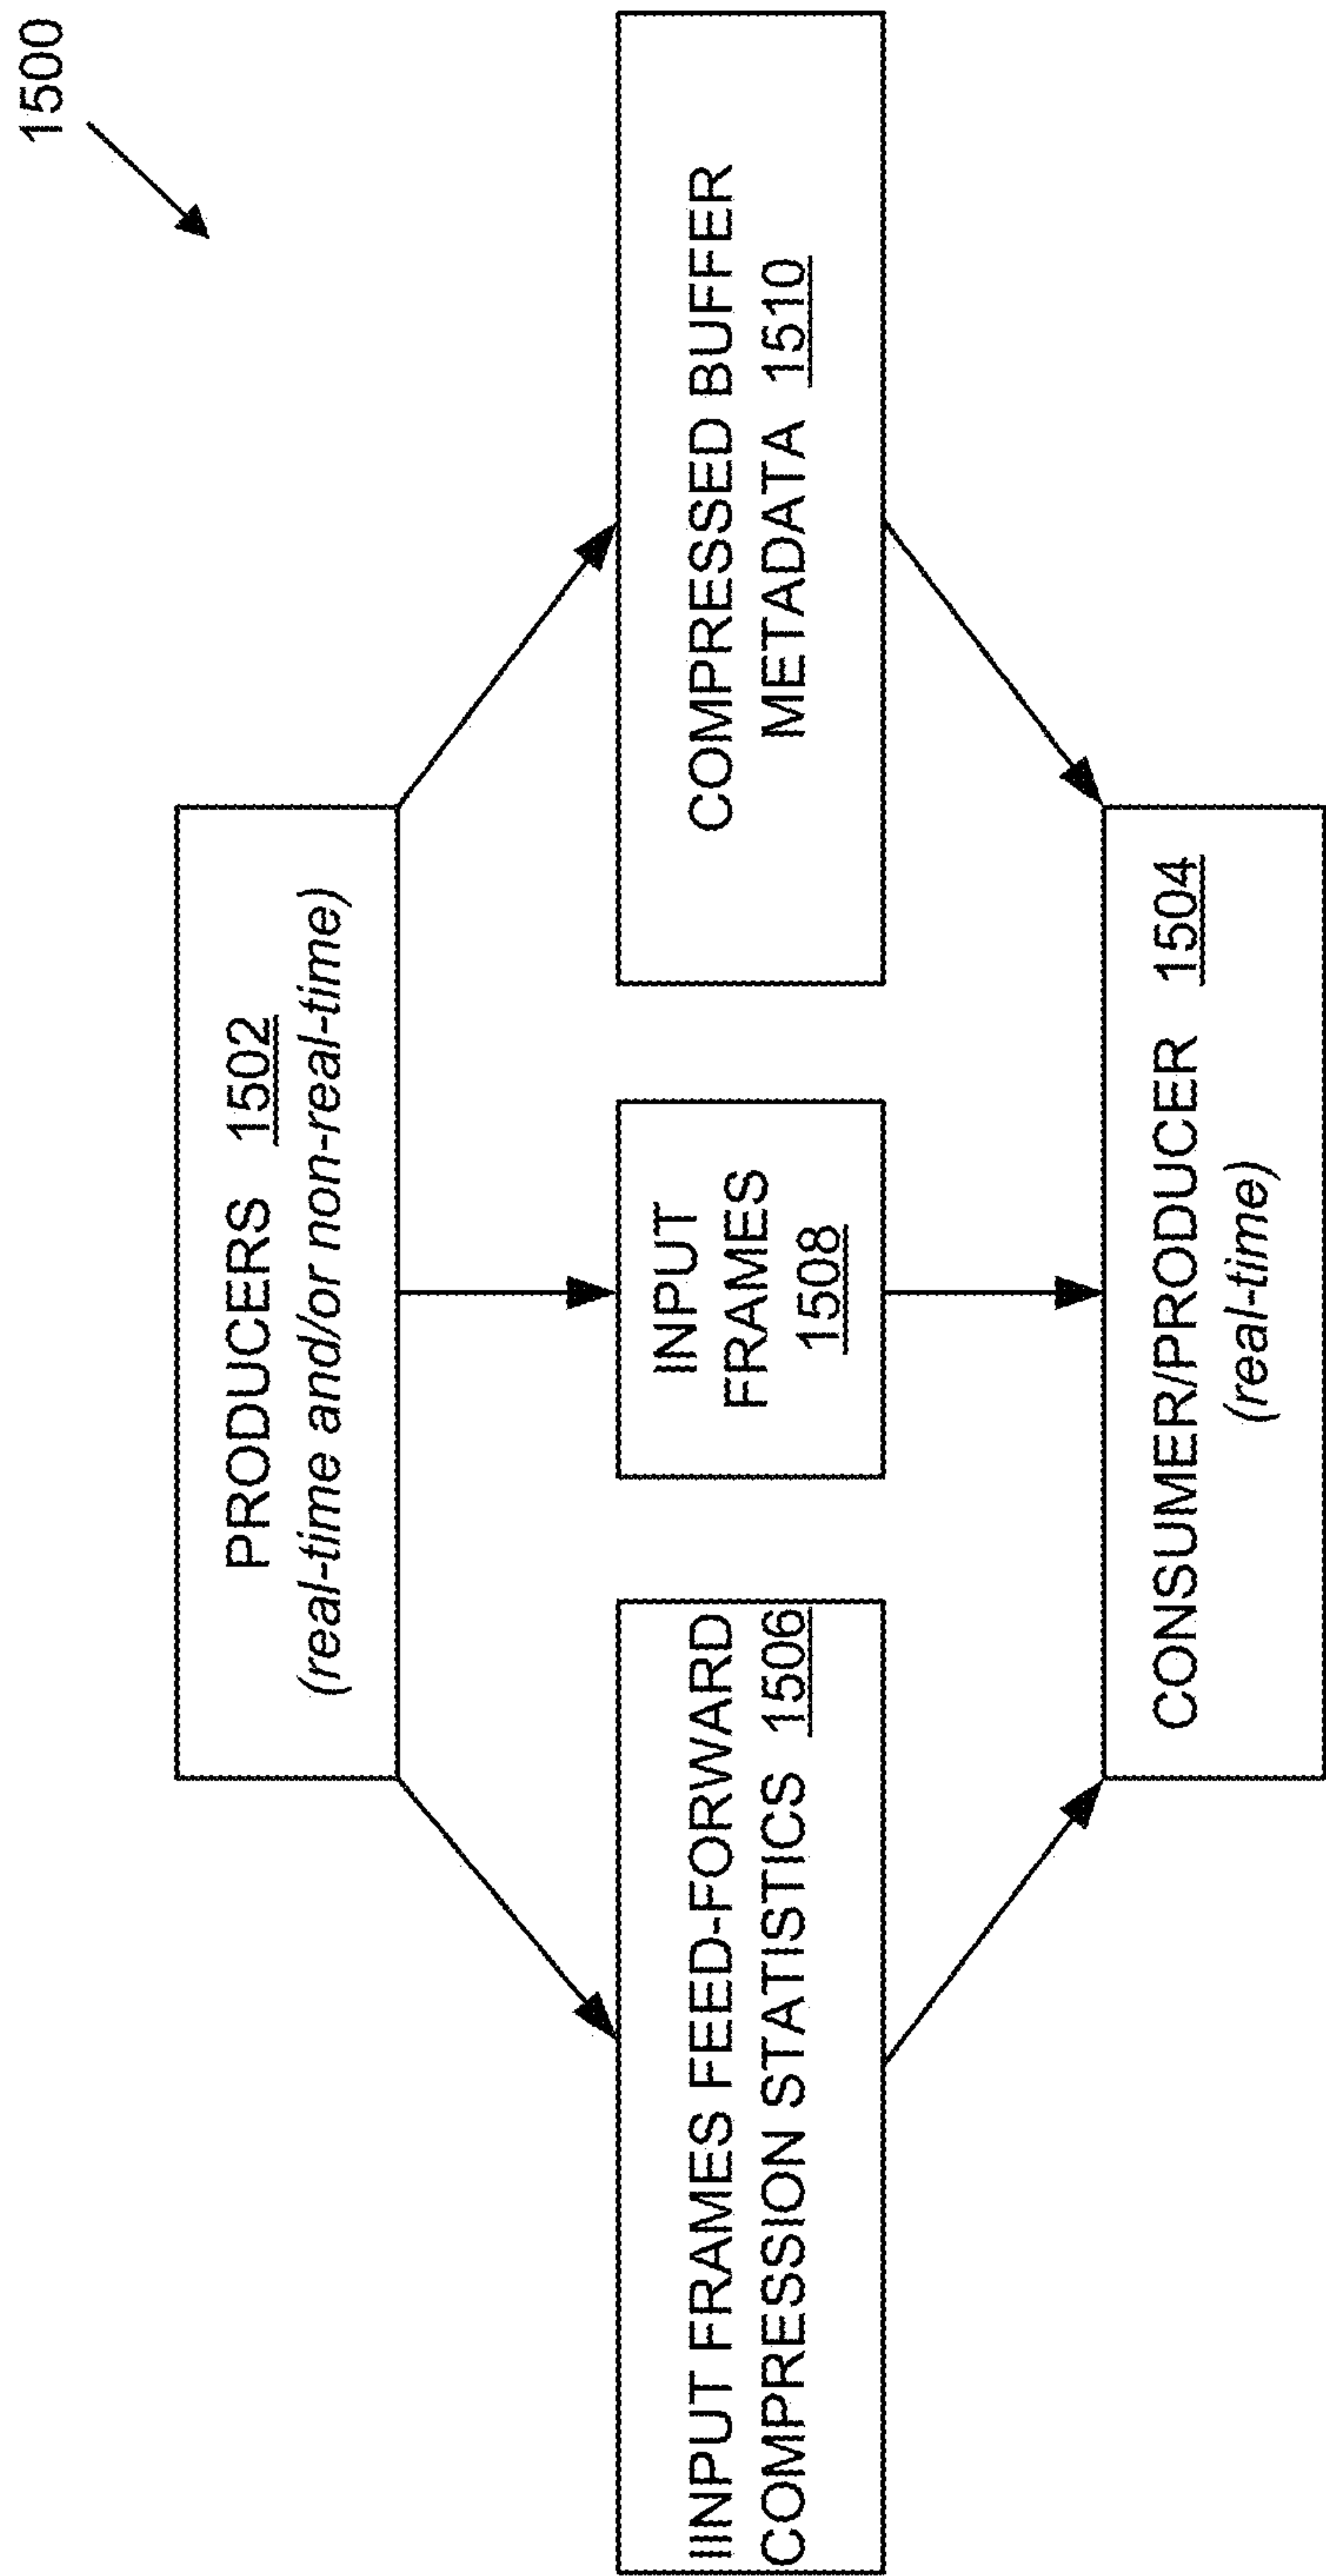 1500
PRODUCERS 1502
(real-time and/or non-real-time)
IINPUT FRAMES FEED-FORWARD
COMPRESSION STATISTICS 1506
INPUT
FRAMES
1508
COMPRESSED BUFFER
METADATA 1510
CONSUMER/PRODUCER 1504
(real-time)